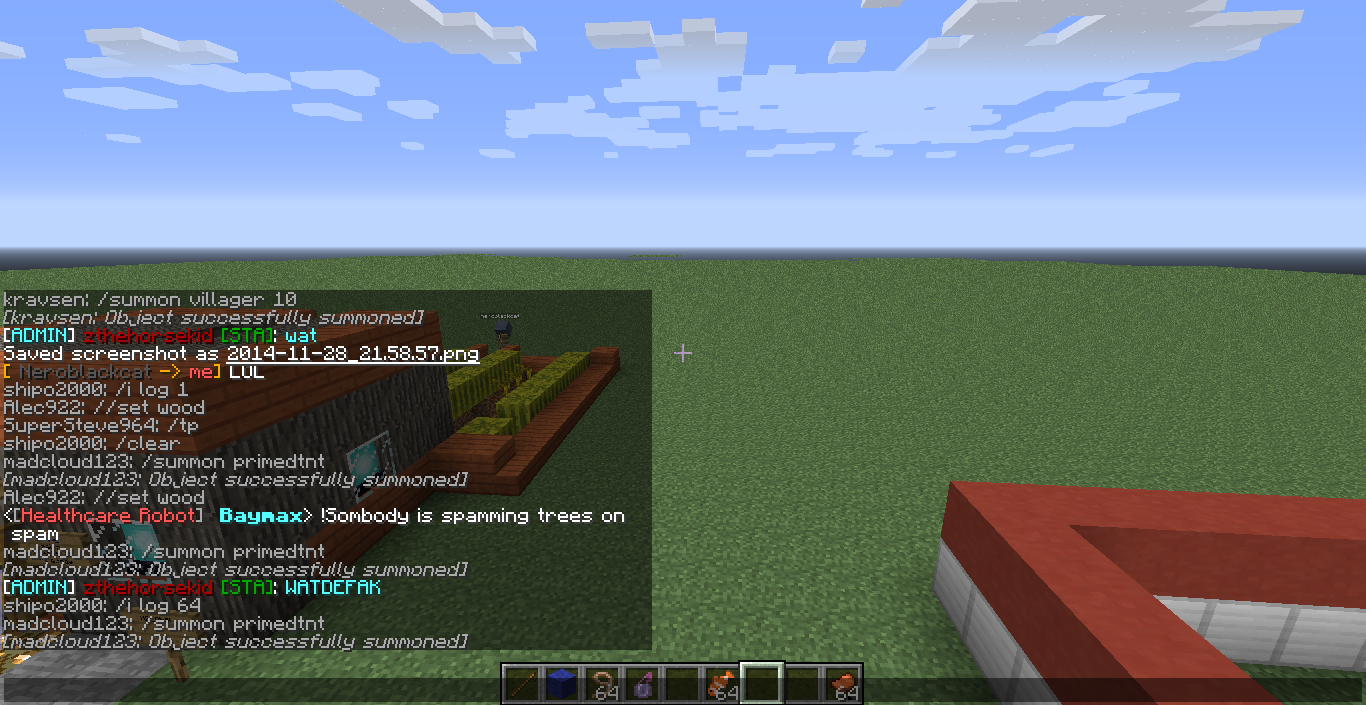 neroblackcat
kravsen: /summon villager 10
[kravsen: Object successfully summoned]
[ADMIN] zthehorsekid [STA]: wat
Saved screenshot as 2014-11-28_21.58.57.png
[ Neroblackcat -> me] LUL
shipo2000: /i log 1
Alec922: //set wood
SuperSteve964: /tp
shipo2000: /clear
madcloud123: /summon primedtnt
[madcloud123: Object successfully summoned]
Alec922: //set wood
<[Healthcare Robot] Baymax> !Sombody is spamming trees on
spam
madcloud123: /summon primedtnt
[madcloud123: Object successfully summoned]
[ADMIN] zthehorsekid [STA]: WATDEFAK
shipo2000: /i log 64
madcloud123: /summon primedtnt
[madcloud123: Object successfully summoned]
64 64 64